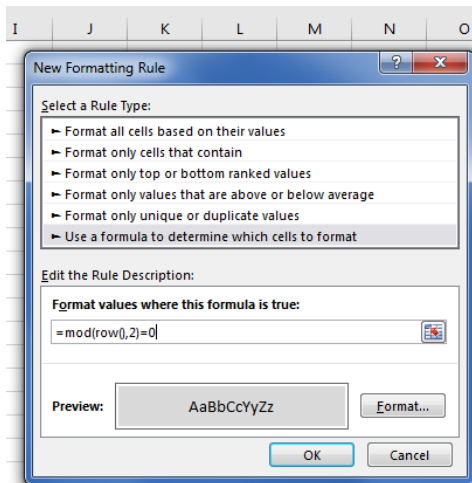 I J K L M N O
New Formatting Rule
Select a Rule Type:
► Format all cells based on their values
► Format only cells that contain
► Format only top or bottom ranked values
► Format only values that are above or below average
► Format only unique or duplicate values
► Use a formula to determine which cells to format
Edit the Rule Description:
Format values where this formula is true:
=mod(row(),2)=0
Preview: AaBbCcYyZz Format...
OK Cancel